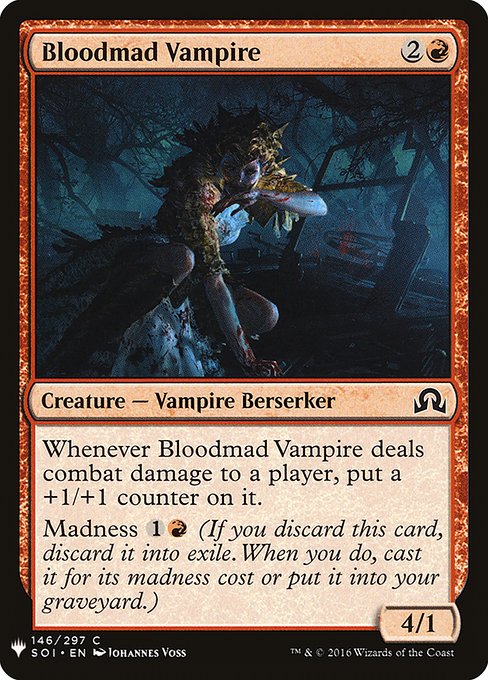 Bloodmad Vampire 2
Creature — Vampire Berserker
Whenever Bloodmad Vampire deals
combat damage to a player, put a
+1/+1 counter on it.
Madness 1 (If you discard this card,
discard it into exile. When you do, cast
it for its madness cost or put it into your
graveyard.)
4/1
146/297 C
SOI • EN Johannes Voss
™ & © 2016 Wizards of the Coast